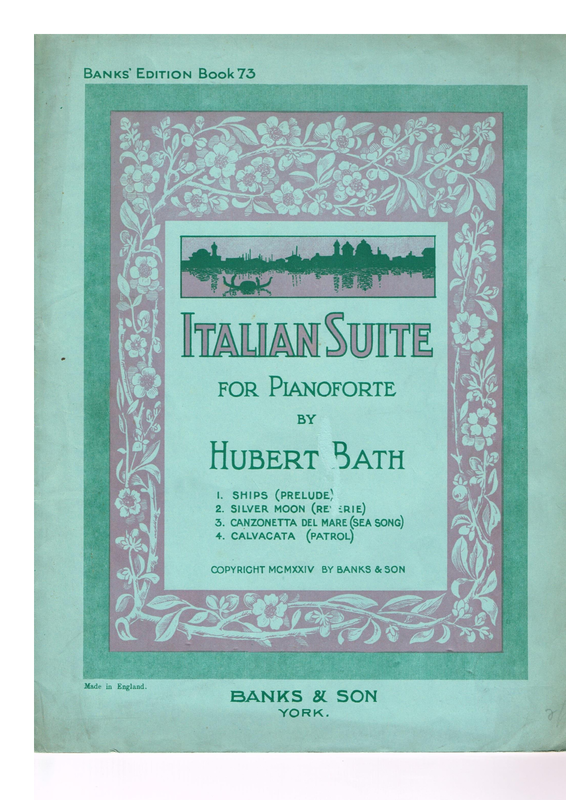 BANKS' EDITION BOOK 73
ITALIAN SUITE
FOR PIANOFORTE
BY
HUBERT BATH
1. SHIPS (PRELUDE)
2. SILVER MOON (REVERIE)
3. CANZONETTA DEL MARE (SEA SONG)
4. CALVACATA (PATROL)
COPYRIGHT MCMXXIV BY BANKS & SON
Made in England.
BANKS & SON
YORK.